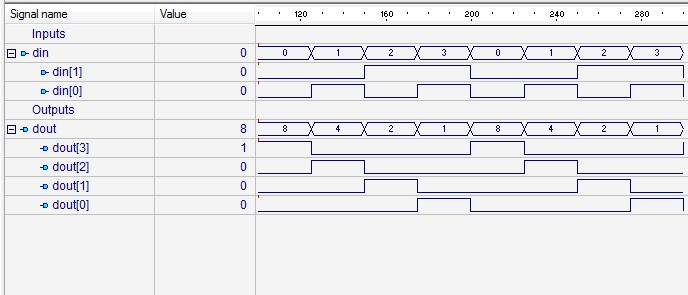 Signal name Value 120 160 200 240 280
Inputs
din 0 0 1 2 3 0 1 2 3
din[1] 0
din[0] 0
Outputs
dout 8 8 4 2 1 8 4 2 1
dout[3] 1
dout[2] 0
dout[1] 0
dout[0] 0